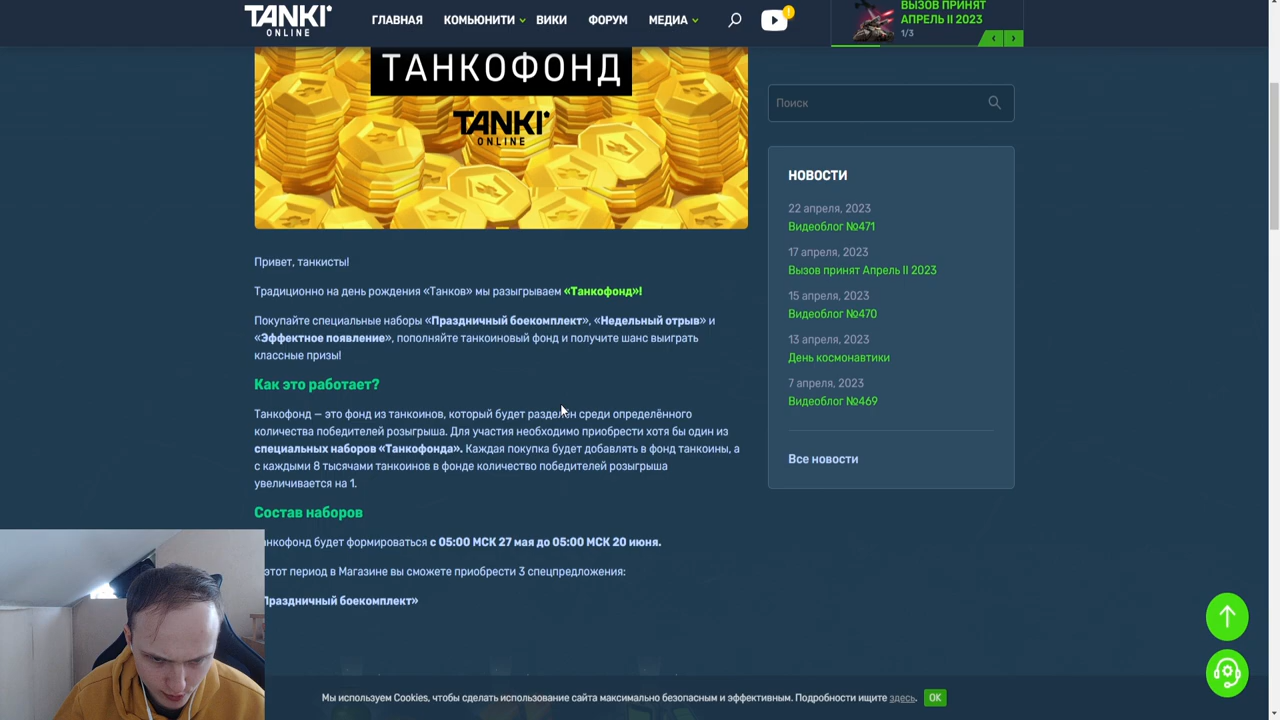 TANKI
ONLINE
ГЛАВНАЯ
КОМЬЮНИТИ
ВИКИ
ФОРУМ
МЕДИА
1
ВЫЗОВ ПРИНЯТ
АПРЕЛЬ II 2023
1/3
ТАНКОФОНД
TANKI
ONLINE
Привет, танкисты!
Традиционно на день рождения «Танков» мы разыгрываем «Танкофонд»!
Покупайте специальные наборы «Праздничный боекомплект», «Недельный отрыв» и
«Эффектное появление», пополняйте танкоиновый фонд и получите шанс выиграть
классные призы!
Как это работает?
Танкофонд — это фонд из танкоинов, который будет разделен среди определённого
количества победителей розыгрыша. Для участия необходимо приобрести хотя бы один из
специальных наборов «Танкофонда». Каждая покупка будет добавлять в фонд танкоины, а
с каждыми 8 тысячами танкоинов в фонде количество победителей розыгрыша
увеличивается на 1.
Состав наборов
нкофонд будет формироваться с 05:00 МСК 27 мая до 05:00 МСК 20 июня.
этот период в Магазине вы сможете приобрести 3 спецпредложения:
Праздничный боекомплект»
Поиск
НОВОСТИ
22 апреля, 2023
Видеоблог №471
17 апреля, 2023
Вызов принят Апрель II 2023
15 апреля, 2023
Видеоблог №470
13 апреля, 2023
День космонавтики
7 апреля, 2023
Видеоблог №469
Все новости
Мы используем Cookies, чтобы сделать использование сайта максимально безопасным и эффективным. Подробности ищите здесь.
OK